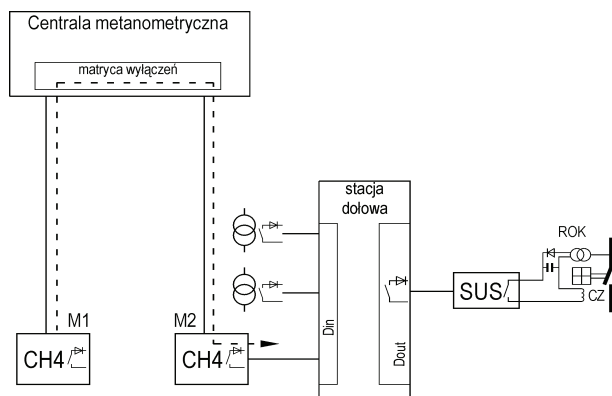 Centrala metanometryczna
matryca wyłączeń
stacja
dołowa
ROK
SUS
CZ
M1
M2
Din
Dout
CH4
CH4